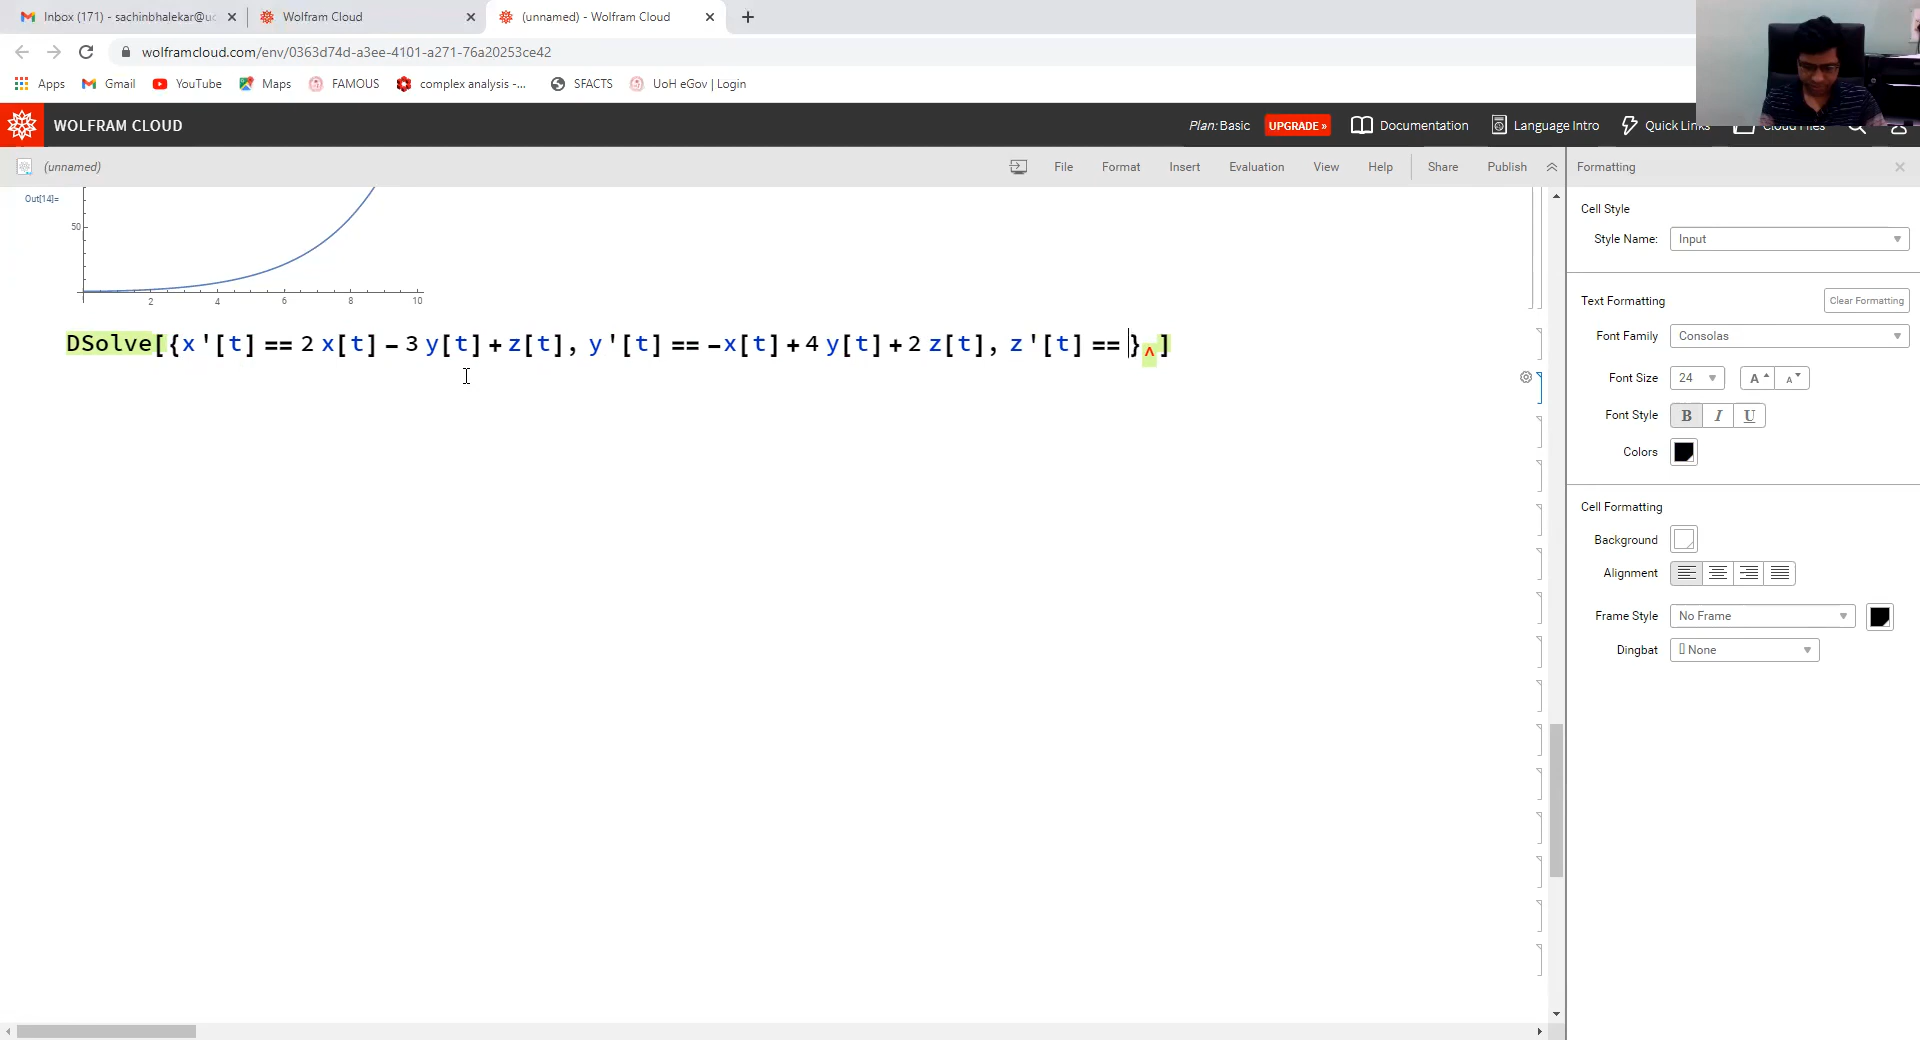 Inbox (171) - sachinbhalekar@uo
Wolfram Cloud
(unnamed) - Wolfram Cloud
wolframcloud.com/env/0363d74d-a3ee-4101-a271-76a20253ce42
Apps
Gmail
YouTube
Maps
FAMOUS
complex analysis -...
SFACTS
UoH eGov | Login
WOLFRAM CLOUD
Plan: Basic
UPGRADE »
Documentation
Language Intro
Quick Links
Cloud Files
(unnamed)
File
Format
Insert
Evaluation
View
Help
Share
Publish
Formatting
Out[14]=
50
2 4 6 8 10
DSolve[{x '[t] == 2 x[t] - 3 y[t] + z[t], y '[t] == -x[t] + 4 y[t] + 2 z[t], z '[t] == }^]
Cell Style
Style Name: Input
Text Formatting
Clear Formatting
Font Family Consolas
Font Size 24 A A
Font Style B I U
Colors
Cell Formatting
Background
Alignment
Frame Style No Frame
Dingbat None